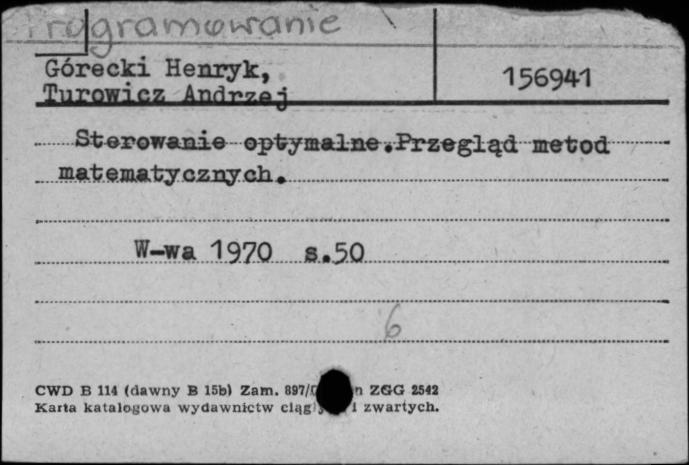 Programowanie
Górecki Henryk,
156941
Turowicz Andrzej
Sterowanie optymalne.Przegląd metod
matematycznych.
W-wa 1970 s.50
6
CWD B 114 (dawny B 15b) Zam. 897/ n ZGG 2542
Karta katalogowa wydawnictw i zwartych.